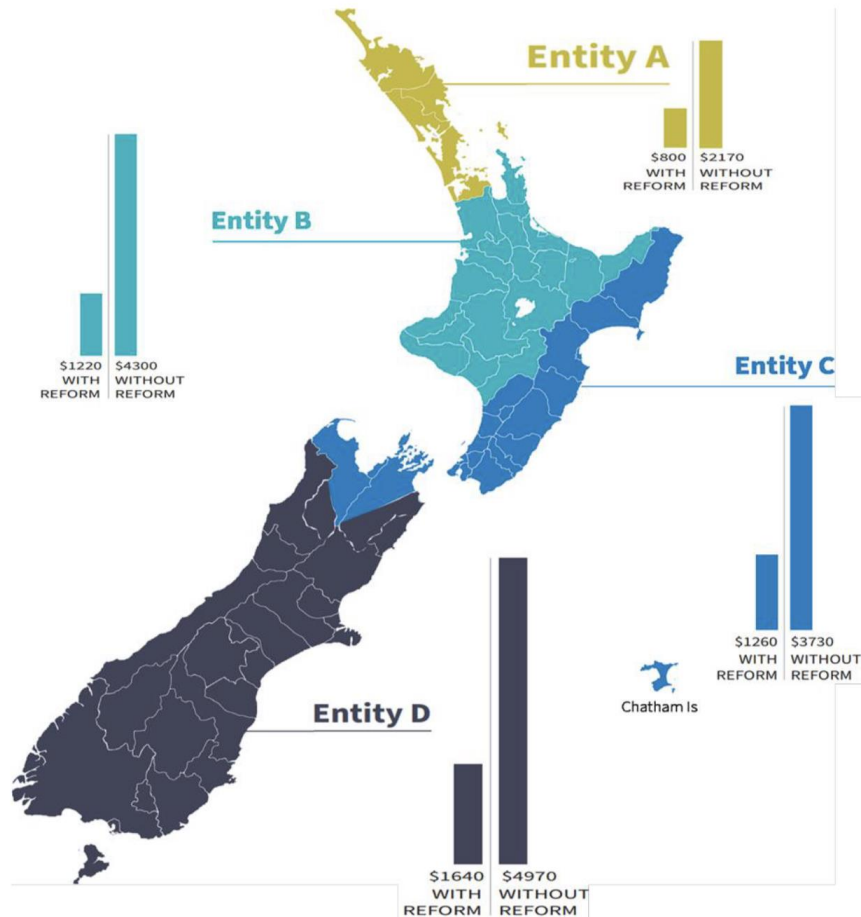 Entity A
$800 $2170
WITH WITHOUT
REFORM REFORM
Entity B
$1220 $4300
WITH WITHOUT
REFORM REFORM
Entity C
$1260 $3730
WITH WITHOUT
REFORM REFORM
Chatham Is
Entity D
$1640 $4970
WITH WITHOUT
REFORM REFORM